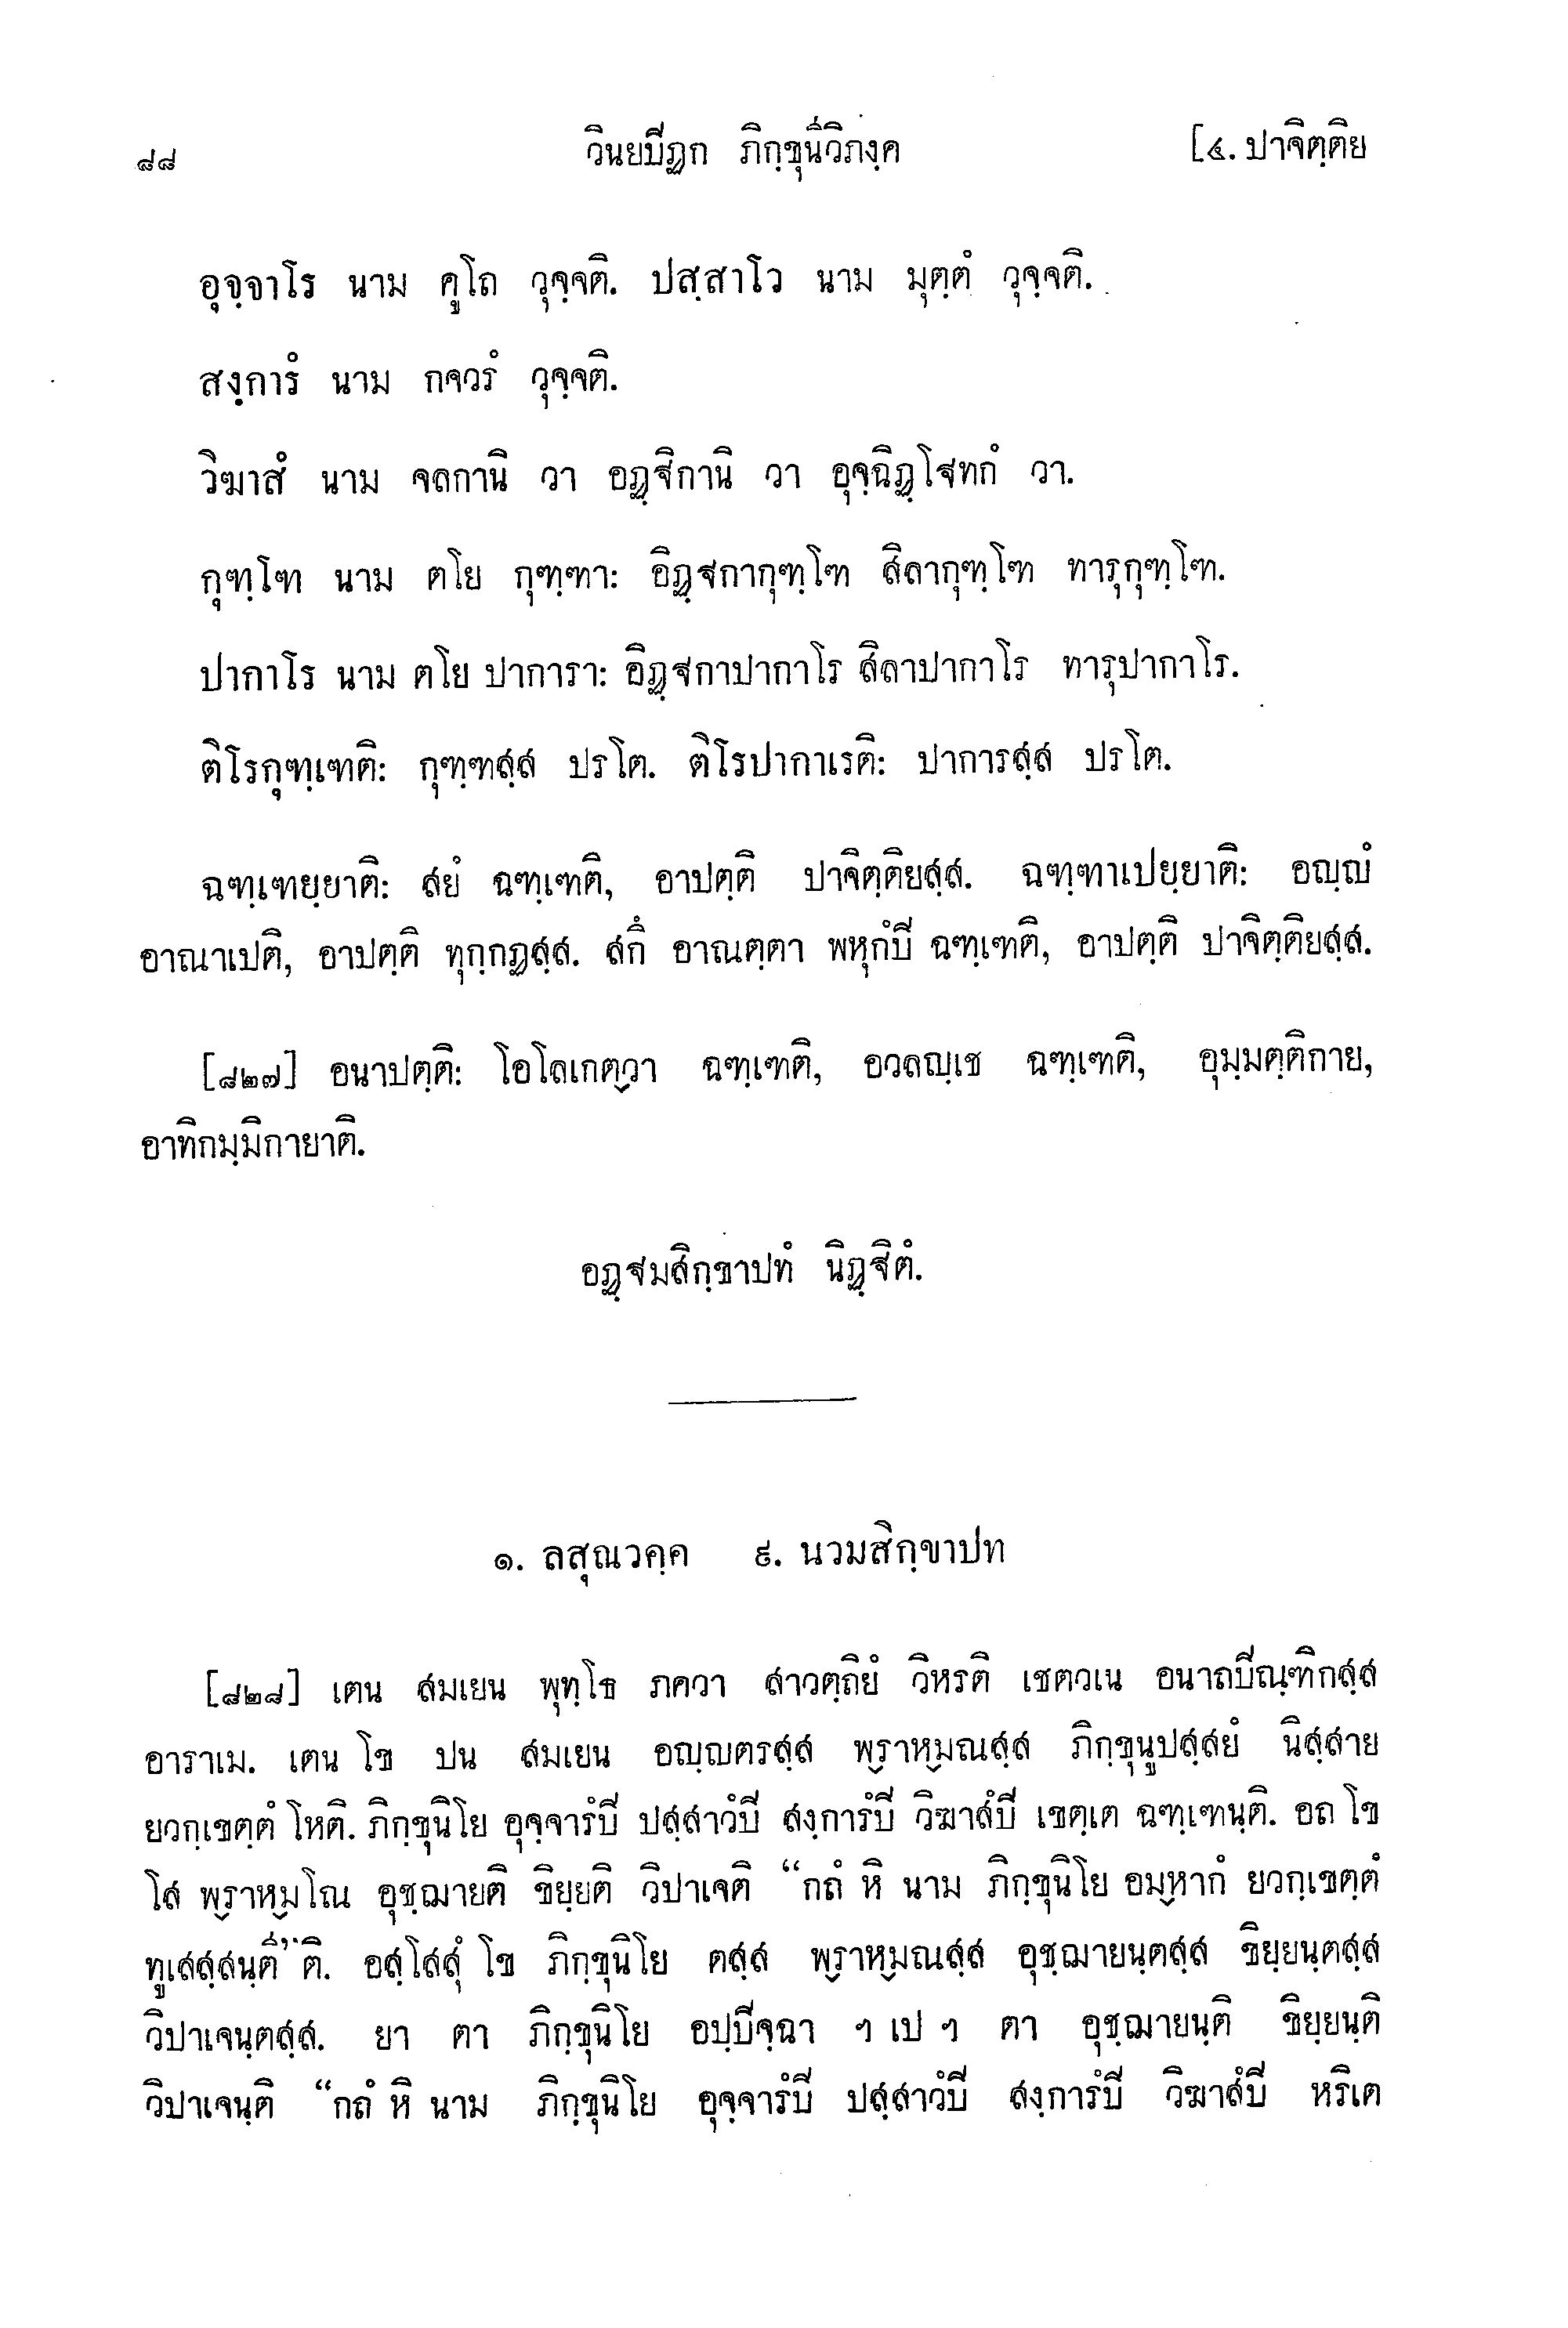 ๘๘ วินยปิฏก ภิกฺขุนีวิภงฺค [๔. ปาจิตฺติย
อุจฺจาโร นาม คูโถ วุจฺจติ. ปสฺสาโว นาม มุตฺตํ วุจฺจติ.
สงฺการํ นาม กจวรํ วุจฺจติ.
วิฆาสํ นาม จลกานิ วา อฏฺฐิกานิ วา อุจฺฉิฏฺโฐทกํ วา.
กุฑฺโฑ นาม ตโย กุฑฺฑา: อิฏฺฐกากุฑฺโฑ สิลากุฑฺโฑ ทารุกุฑฺโฑ.
ปากาโร นาม ตโย ปาการา: อิฏฺฐกาปากาโร สิลาปากาโร ทารุปากาโร.
ติโรกุฑฺเฑติ: กุฑฺฑสฺส ปรโต. ติโรปากาเรติ: ปาการสฺส ปรโต.
ฉฑฺเฑยฺยาติ: สยํ ฉฑฺเฑติ, อาปตฺติ ปาจิตฺติยสฺส. ฉฑฺฑาเปยฺยาติ: อญฺญํ
อาณาเปติ, อาปตฺติ ทุกฺกฏสฺส. สกึ อาณตฺตา พหุกํปิ ฉฑฺเฑติ, อาปตฺติ ปาจิตฺติยสฺส.
[๘๒๗] อนาปตฺติ: โอโลเกตฺวา ฉฑฺเฑติ, อวลญฺเช ฉฑฺเฑติ, อุมฺมตฺติกาย,
อาทิกมฺมิกายาติ.
อฏฺฐมสิกฺขาปทํ นิฏฺฐิตํ.
๑. ลสุณวคฺค ๙. นวมสิกฺขาปท
[๘๒๘] เตน สมเยน พุทฺโธ ภควา สาวตฺถิยํ วิหรติ เชตวเน อนาถปิณฺฑิกสฺส
อาราเม. เตน โข ปน สมเยน อญฺญตรสฺส พฺราหฺมณสฺส ภิกฺขุนูปสฺสยํ นิสฺสาย
ยวกฺเขตฺตํ โหติ. ภิกฺขุนิโย อุจฺจารํปิ ปสฺสาวํปิ สงฺการํปิ วิฆาสํปิ เขตฺเต ฉฑฺเฑนฺติ. อถ โข
โส พฺราหฺมโณ อุชฺฌายติ ขิยฺยติ วิปาเจติ “กถํ หิ นาม ภิกฺขุนิโย อมฺหากํ ยวกฺเขตฺตํ
ทูเสสฺสนฺตี”ติ. อสฺโสสุํ โข ภิกฺขุนิโย ตสฺส พฺราหฺมณสฺส อุชฺฌายนฺตสฺส ขิยฺยนฺตสฺส
วิปาเจนฺตสฺส. ยา ตา ภิกฺขุนิโย อปฺปิจฺฉา ฯ เป ฯ ตา อุชฺฌายนฺติ ขิยฺยนฺติ
วิปาเจนฺติ “กถํ หิ นาม ภิกฺขุนิโย อุจฺจารํปิ ปสฺสาวํปิ สงฺการํปิ วิฆาสํปิ หริเต